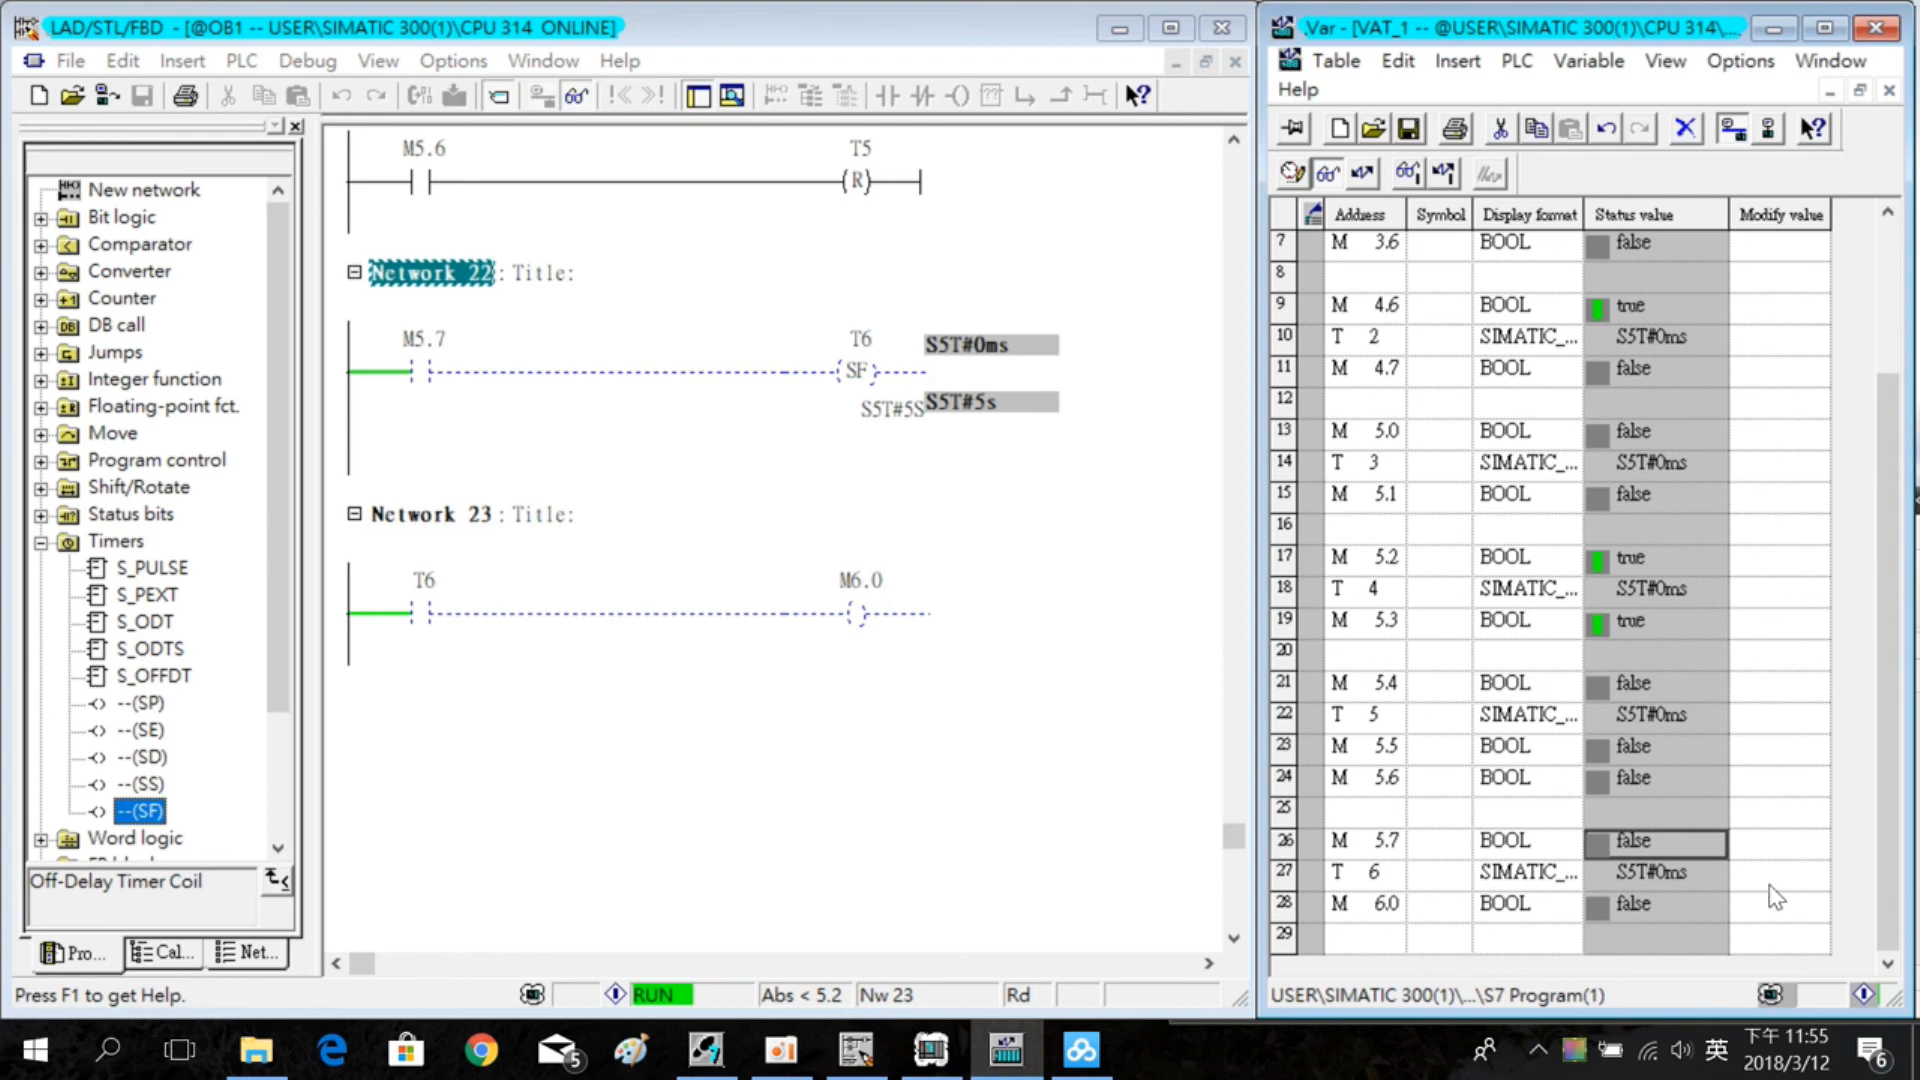 LAD/STL/FBD - [@OB1 -- USER\SIMATIC 300(1)\CPU 314 ONLINE]
File Edit Insert PLC Debug View Options Window Help
New network
Bit logic
Comparator
Converter
Counter
DB call
Jumps
Integer function
Floating-point fct.
Move
Program control
Shift/Rotate
Status bits
Timers
S_PULSE
S_PEXT
S_ODT
S_ODTS
S_OFFDT
--(SP)
--(SE)
--(SD)
--(SS)
--(SF)
Word logic
Off-Delay Timer Coil
Pro... Cal... Net...
M5.6 T5
(R)
Network 22 : Title:
M5.7 T6 S5T#0ms
SF
S5T#5S S5T#5s
Network 23 : Title:
T6 M6.0
Press F1 to get Help.
RUN Abs < 5.2 Nw 23 Rd
Var - [VAT_1 -- @USER\SIMATIC 300(1)\CPU 314\...
Table Edit Insert PLC Variable View Options Window
Help
Address Symbol Display format Status value Modify value
7 M 3.6 BOOL false
8
9 M 4.6 BOOL true
10 T 2 SIMATIC_... S5T#0ms
11 M 4.7 BOOL false
12
13 M 5.0 BOOL false
14 T 3 SIMATIC_... S5T#0ms
15 M 5.1 BOOL false
16
17 M 5.2 BOOL true
18 T 4 SIMATIC_... S5T#0ms
19 M 5.3 BOOL true
20
21 M 5.4 BOOL false
22 T 5 SIMATIC_... S5T#0ms
23 M 5.5 BOOL false
24 M 5.6 BOOL false
25
26 M 5.7 BOOL false
27 T 6 SIMATIC_... S5T#0ms
28 M 6.0 BOOL false
29
USER\SIMATIC 300(1)\...\S7 Program(1)
5
英
下午 11:55
2018/3/12
6